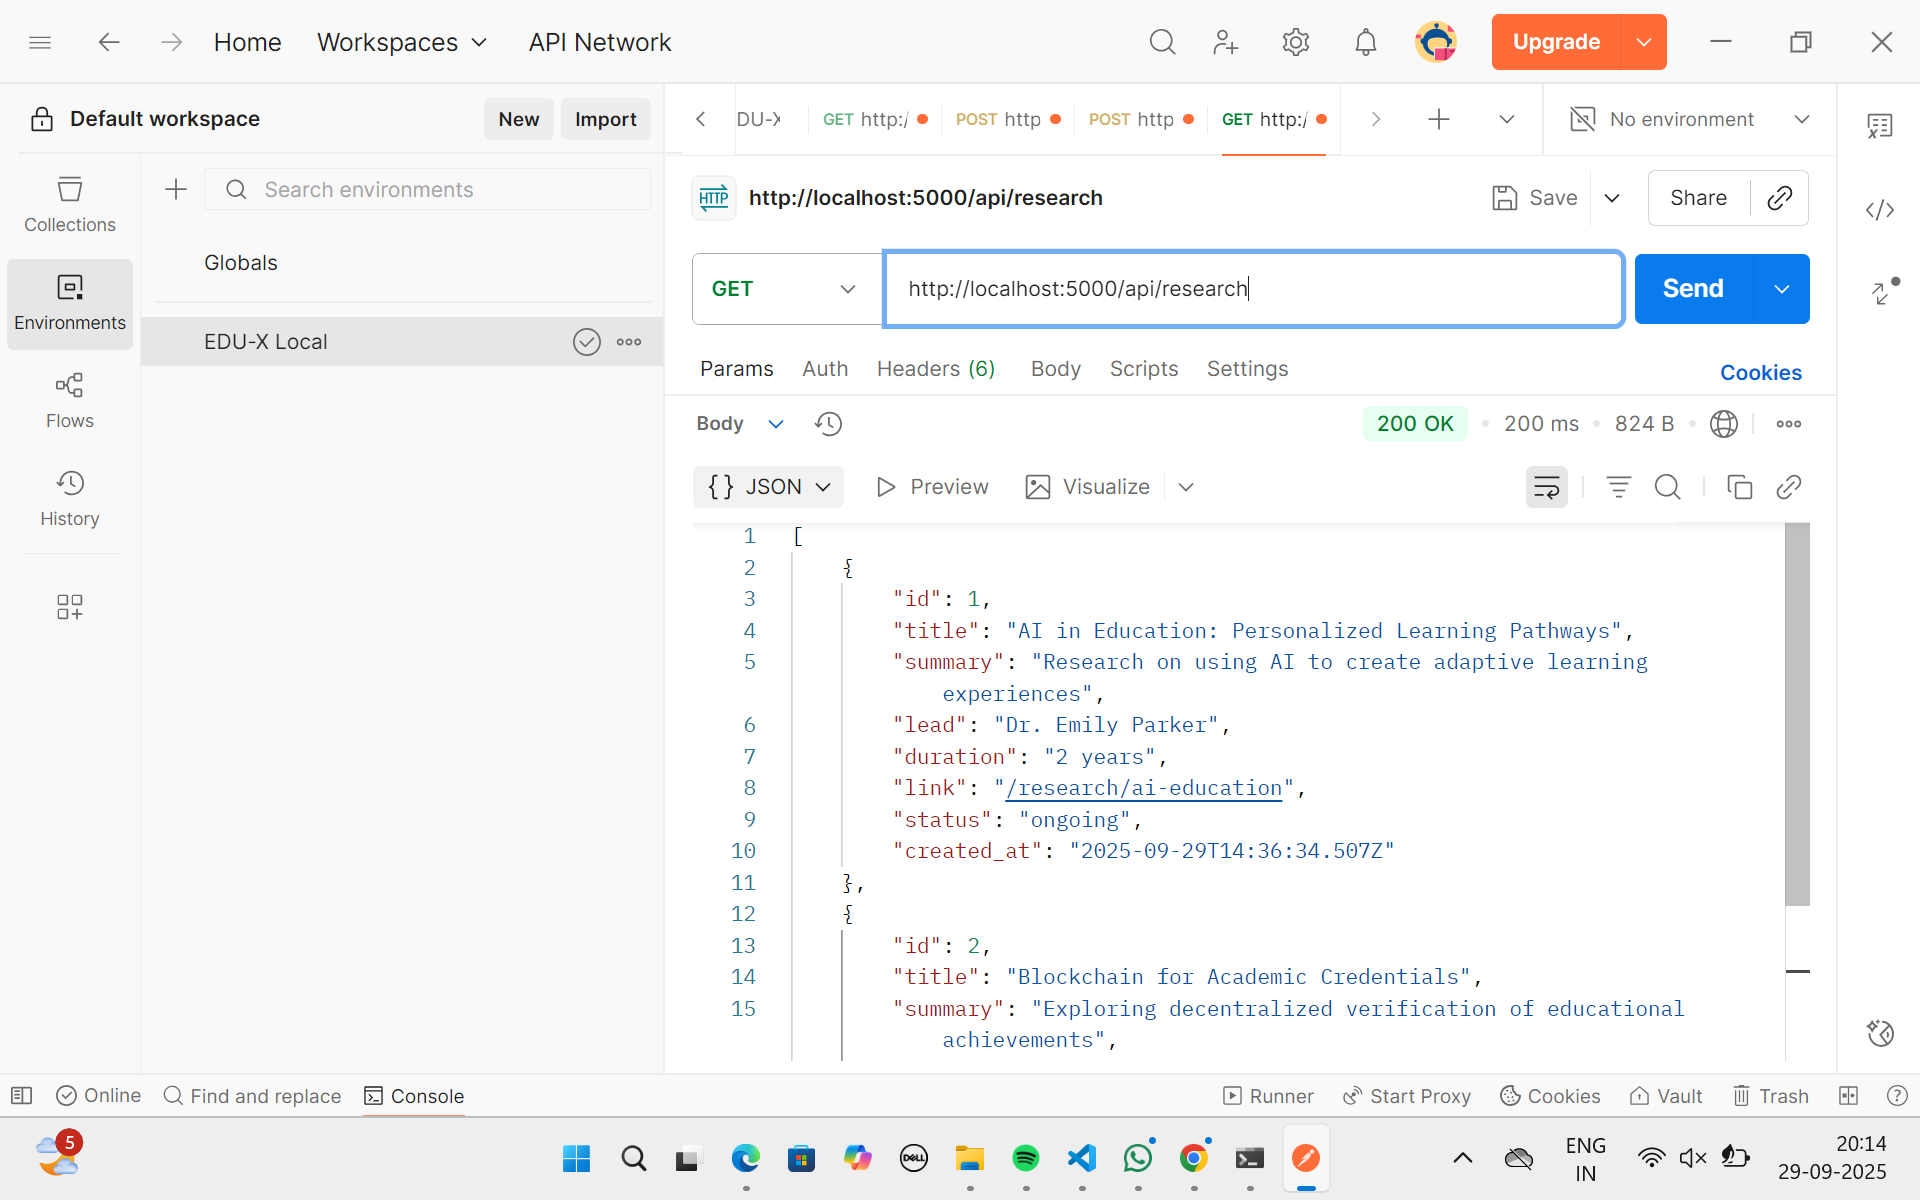 Home
Workspaces
API Network
Upgrade
Default workspace
New
Import
DU-X
GET http:/
POST http
POST http
GET http:/
No environment
Collections
Environments
Flows
History
Search environments
Globals
EDU-X Local
HTTP
http://localhost:5000/api/research
Save
Share
GET
http://localhost:5000/api/research
Send
Params
Auth
Headers (6)
Body
Scripts
Settings
Cookies
Body
200 OK
200 ms
824 B
{} JSON
Preview
Visualize
1 [
2 {
3 "id": 1,
4 "title": "AI in Education: Personalized Learning Pathways",
5 "summary": "Research on using AI to create adaptive learning
experiences",
6 "lead": "Dr. Emily Parker",
7 "duration": "2 years",
8 "link": "/research/ai-education",
9 "status": "ongoing",
10 "created_at": "2025-09-29T14:36:34.507Z"
11 },
12 {
13 "id": 2,
14 "title": "Blockchain for Academic Credentials",
15 "summary": "Exploring decentralized verification of educational
achievements",
Online
Find and replace
Console
Runner
Start Proxy
Cookies
Vault
Trash
5
DELL
ENG
IN
20:14
29-09-2025